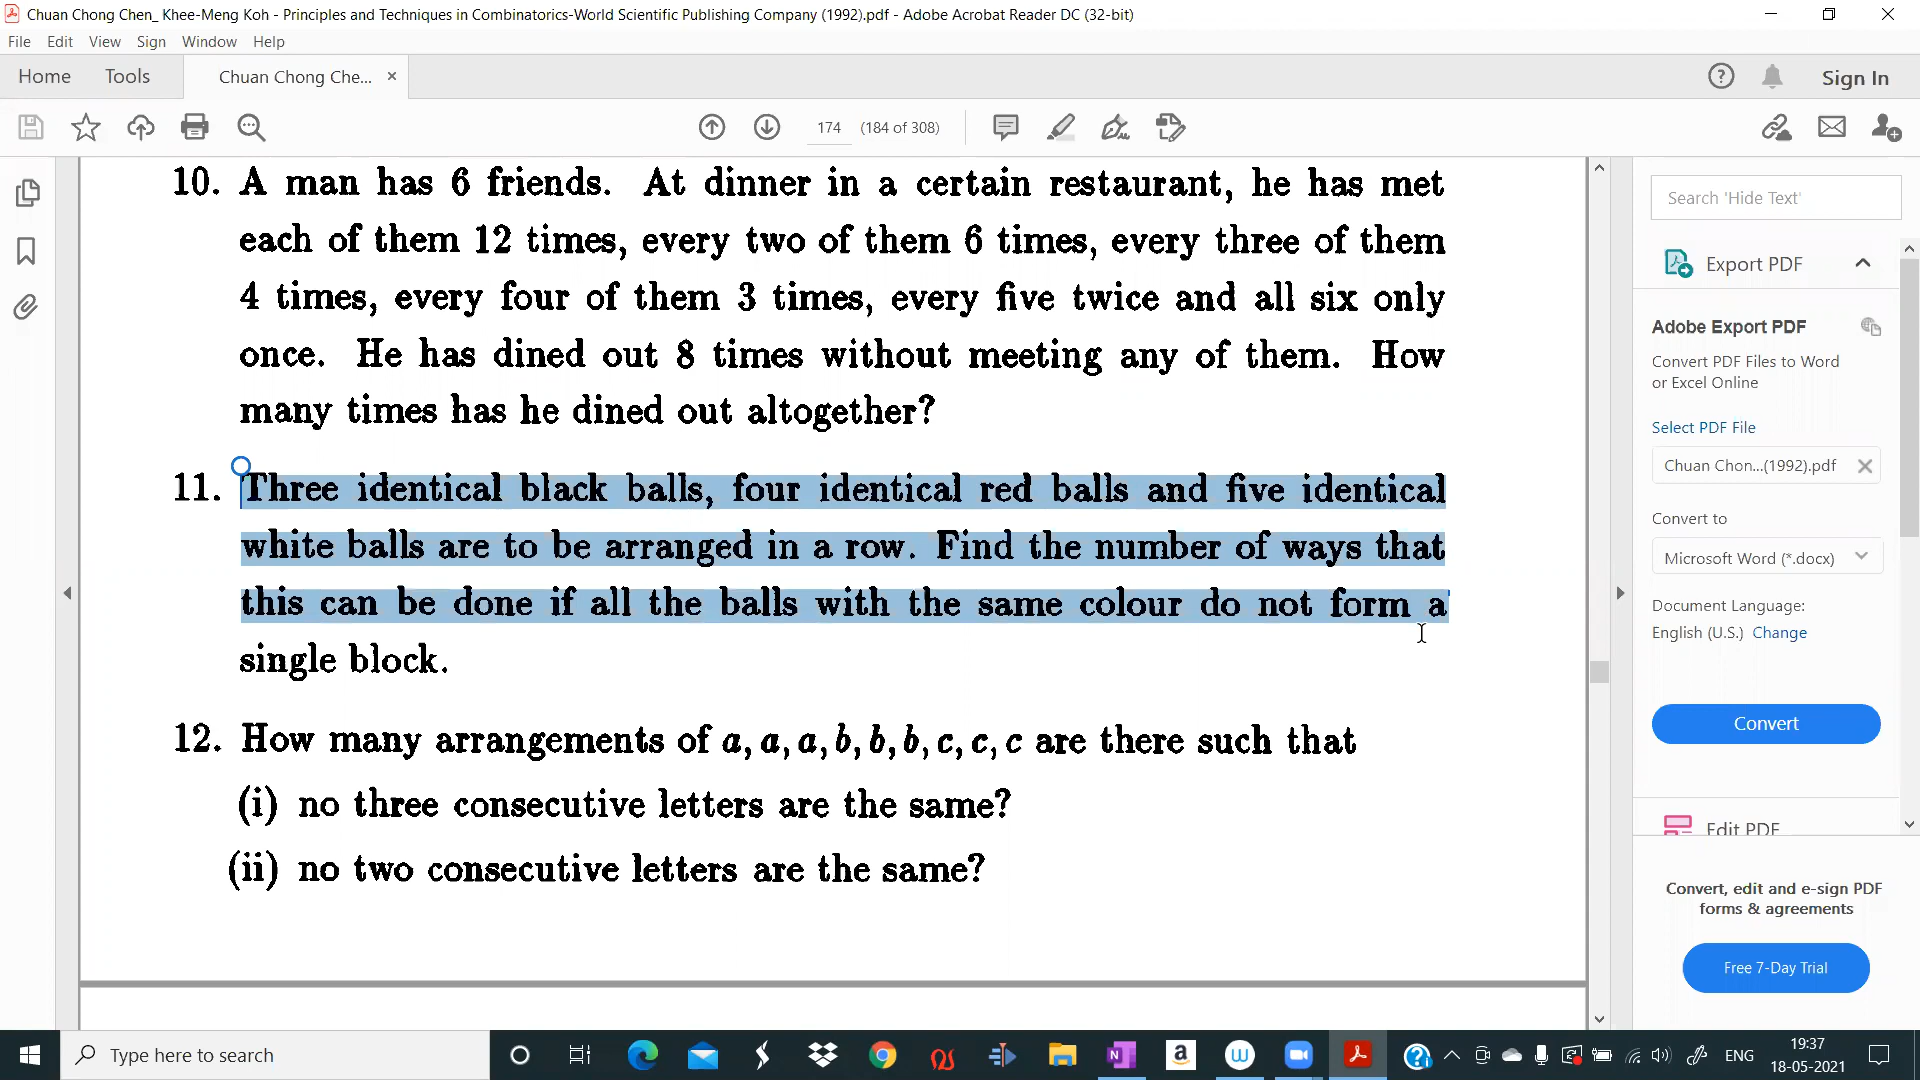 Chuan Chong Chen_ Khee-Meng Koh - Principles and Techniques in Combinatorics-World Scientific Publishing Company (1992).pdf - Adobe Acrobat Reader DC (32-bit)
File Edit View Sign Window Help
Home Tools Chuan Chong Che... × Sign In
174 (184 of 308)
10. A man has 6 friends. At dinner in a certain restaurant, he has met
each of them 12 times, every two of them 6 times, every three of them
4 times, every four of them 3 times, every five twice and all six only
once. He has dined out 8 times without meeting any of them. How
many times has he dined out altogether?
11. Three identical black balls, four identical red balls and five identical
white balls are to be arranged in a row. Find the number of ways that
this can be done if all the balls with the same colour do not form a
single block.
12. How many arrangements of a, a, a, b, b, b, c, c, c are there such that
(i) no three consecutive letters are the same?
(ii) no two consecutive letters are the same?
Search 'Hide Text'
Export PDF
Adobe Export PDF
Convert PDF Files to Word
or Excel Online
Select PDF File
Chuan Chon...(1992).pdf
Convert to
Microsoft Word (*.docx)
Document Language:
English (U.S.) Change
Convert
Edit PDF
Convert, edit and e-sign PDF
forms & agreements
Free 7-Day Trial
Type here to search
ENG
19:37
18-05-2021